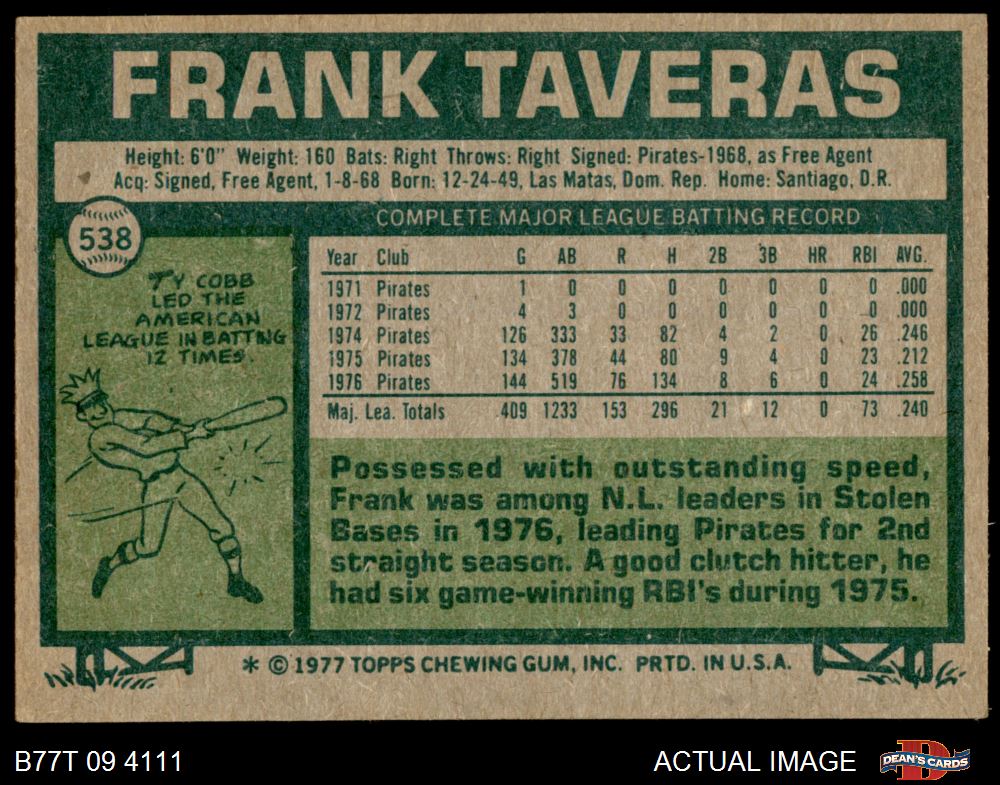 FRANK TAVERAS
Height: 6'0" Weight: 160 Bats: Right Throws: Right Signed: Pirates-1968, as Free Agent
Acq: Signed, Free Agent, 1-8-68 Born: 12-24-49, Las Matas, Dom. Rep. Home: Santiago, D.R.
538
TY COBB
LED THE
AMERICAN
LEAGUE IN BATTING
12 TIMES.
COMPLETE MAJOR LEAGUE BATTING RECORD
Year Club G AB R H 2B 3B HR RBI AVG.
1971 Pirates 1 0 0 0 0 0 0 0 .000
1972 Pirates 4 3 0 0 0 0 0 0 .000
1974 Pirates 126 333 33 82 4 2 0 26 .246
1975 Pirates 134 378 44 80 9 4 0 23 .212
1976 Pirates 144 519 76 134 8 6 0 24 .258
Maj. Lea. Totals 409 1233 153 296 21 12 0 73 .240
Possessed with outstanding speed,
Frank was among N.L. leaders in Stolen
Bases in 1976, leading Pirates for 2nd
straight season. A good clutch hitter, he
had six game-winning RBI's during 1975.
* © 1977 TOPPS CHEWING GUM, INC. PRTD. IN U.S.A.
B77T 09 4111
ACTUAL IMAGE
D
DEAN'S CARDS